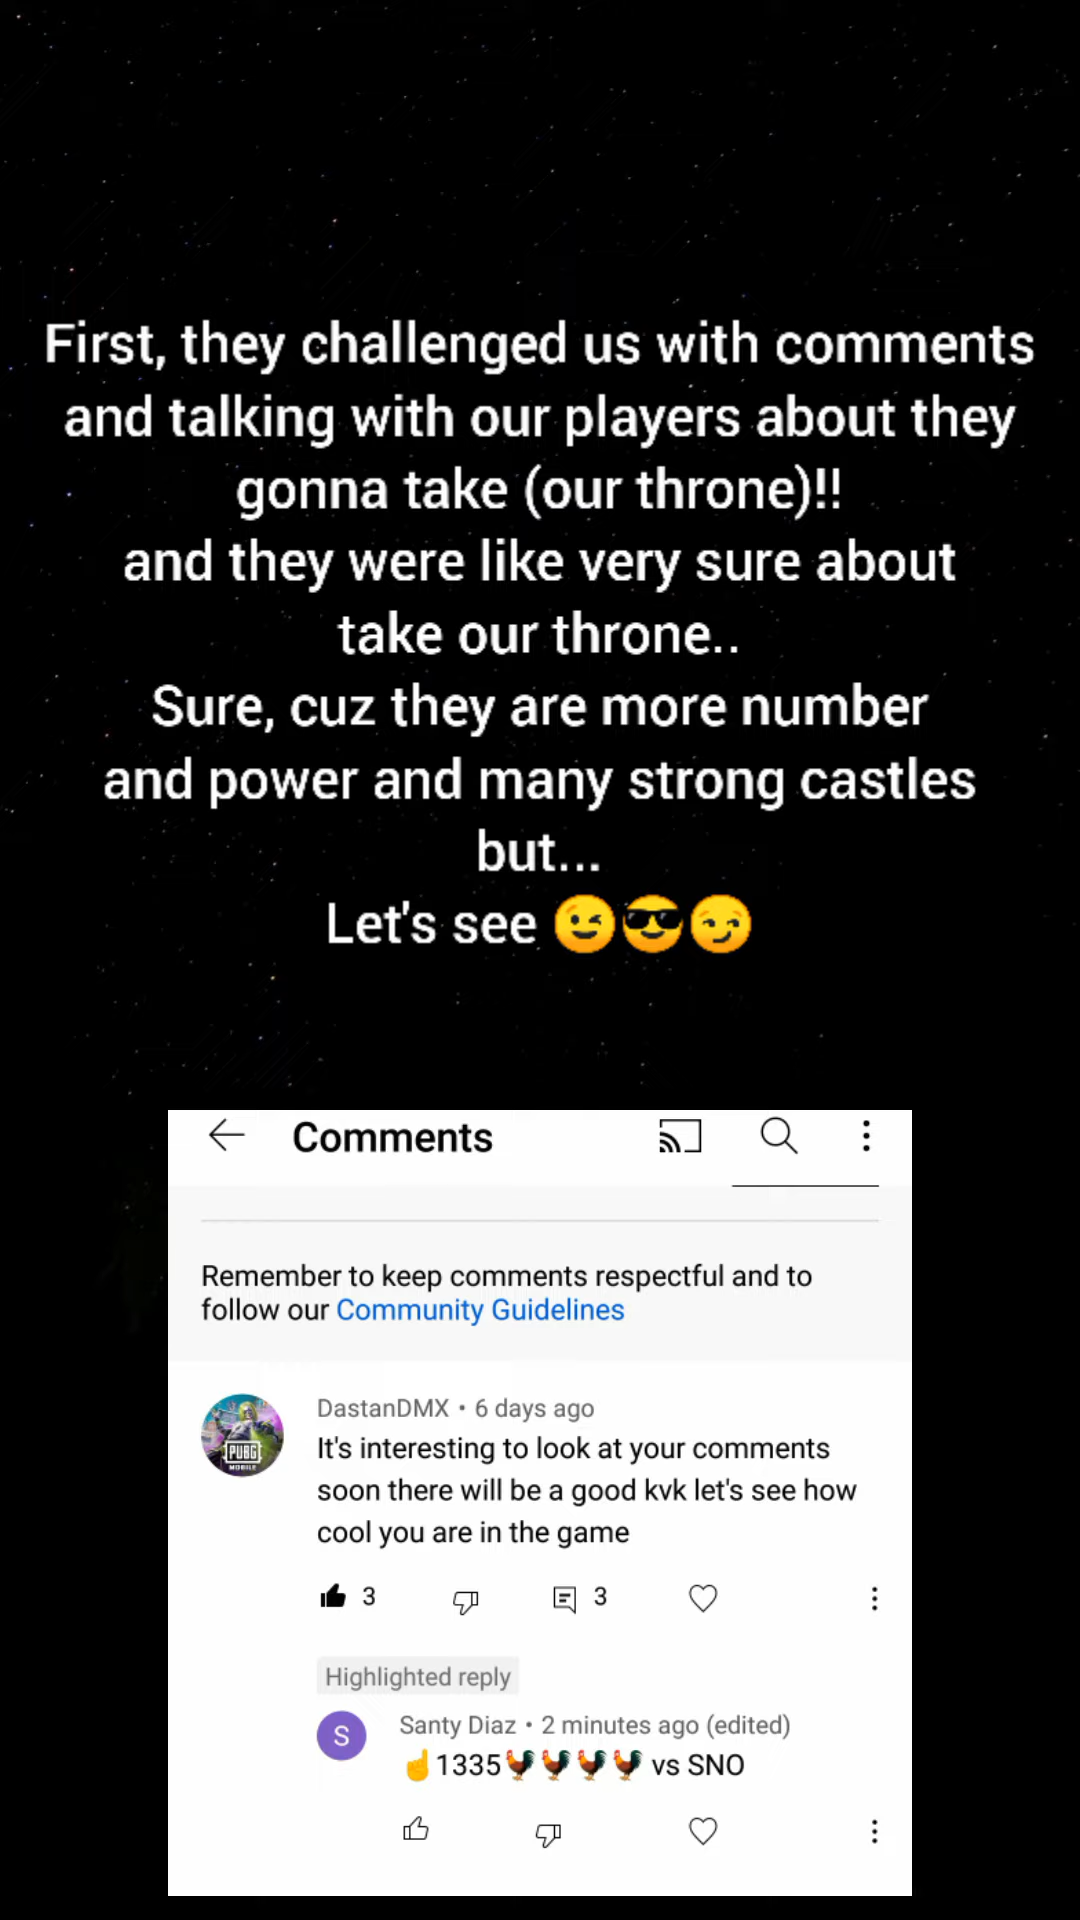 First, they challenged us with comments
and talking with our players about they
gonna take (our throne)!!
and they were like very sure about
take our throne..
Sure, cuz they are more number
and power and many strong castles
but...
Let's see 😉😎😏
Comments
Remember to keep comments respectful and to
follow our Community Guidelines
DastanDMX • 6 days ago
It's interesting to look at your comments
soon there will be a good kvk let's see how
cool you are in the game
PUBG
MOBILE
3 3
Highlighted reply
S
Santy Diaz • 2 minutes ago (edited)
☝️1335🐓🐓🐓🐓 vs SNO